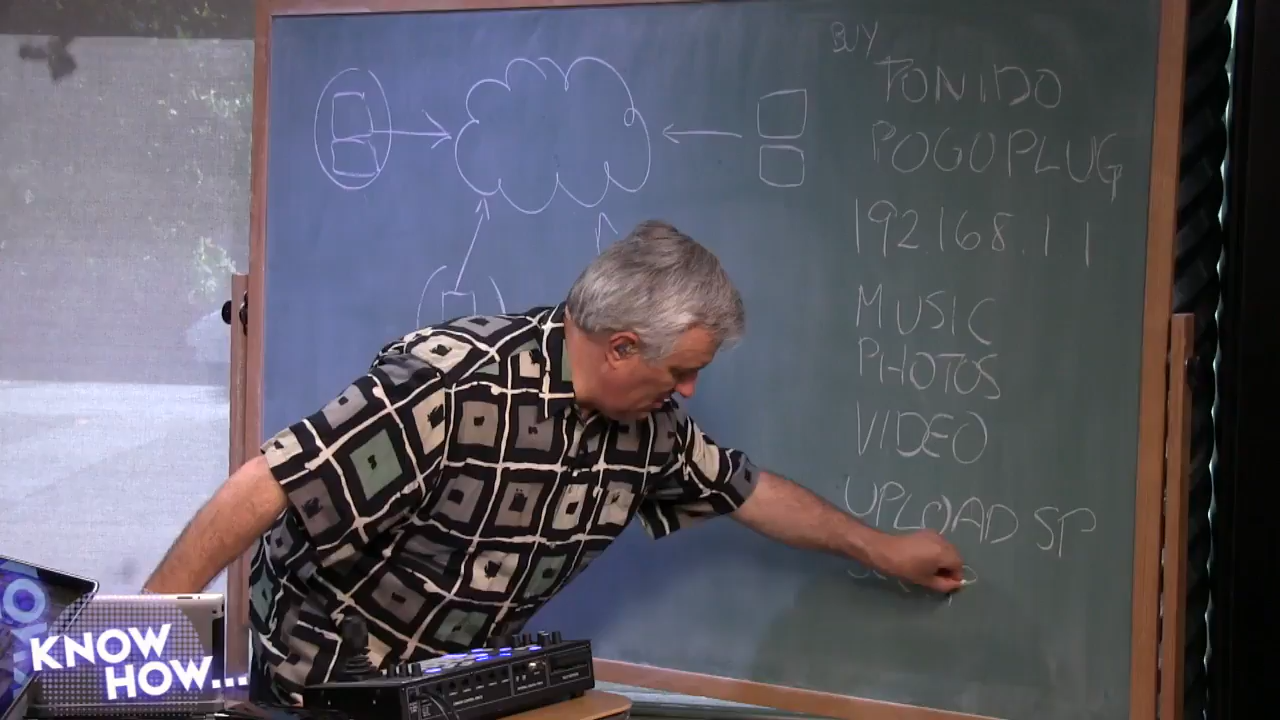 BUY
TONIDO
POGOPLUG
192.168.1 1
MUSIC
PHOTOS
VIDEO
UPLOAD SP
KNOW
HOW...